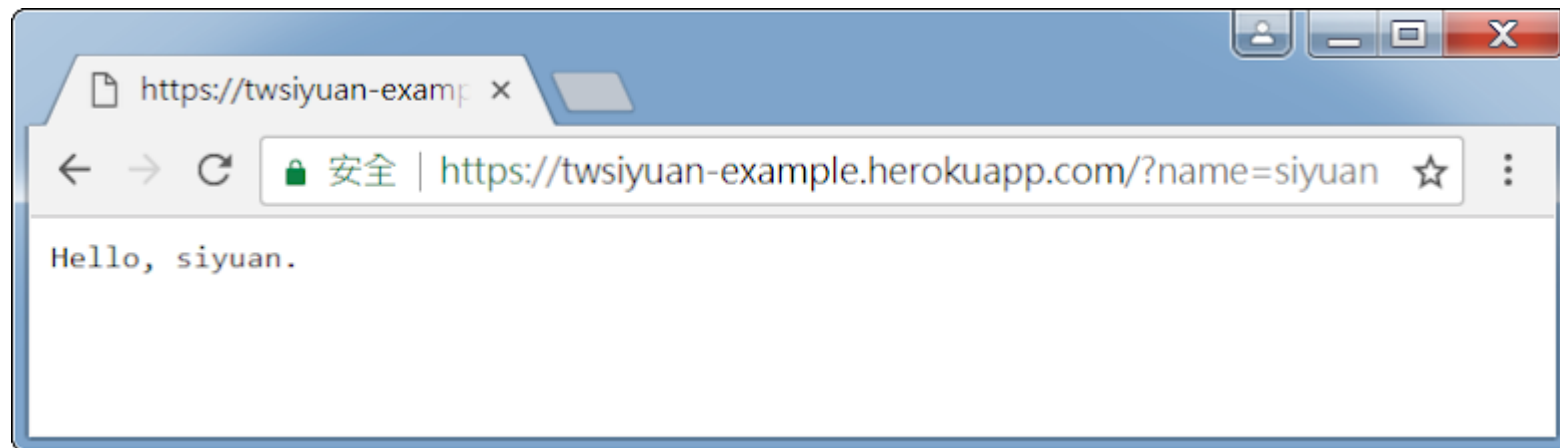 https://twsiyuan-examp
安全 | https://twsiyuan-example.herokuapp.com/?name=siyuan
Hello, siyuan.